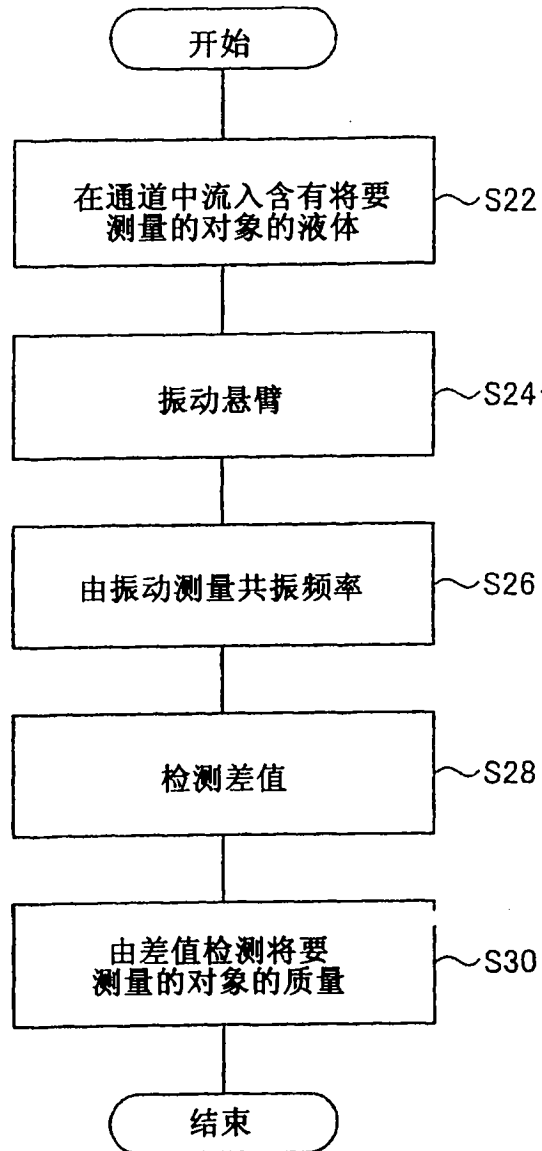 开始
在通道中流入含有将要
测量的对象的液体
S22
振动悬臂
S24
由振动测量共振频率
S26
检测差值
S28
由差值检测将要
测量的对象的质量
S30
结束